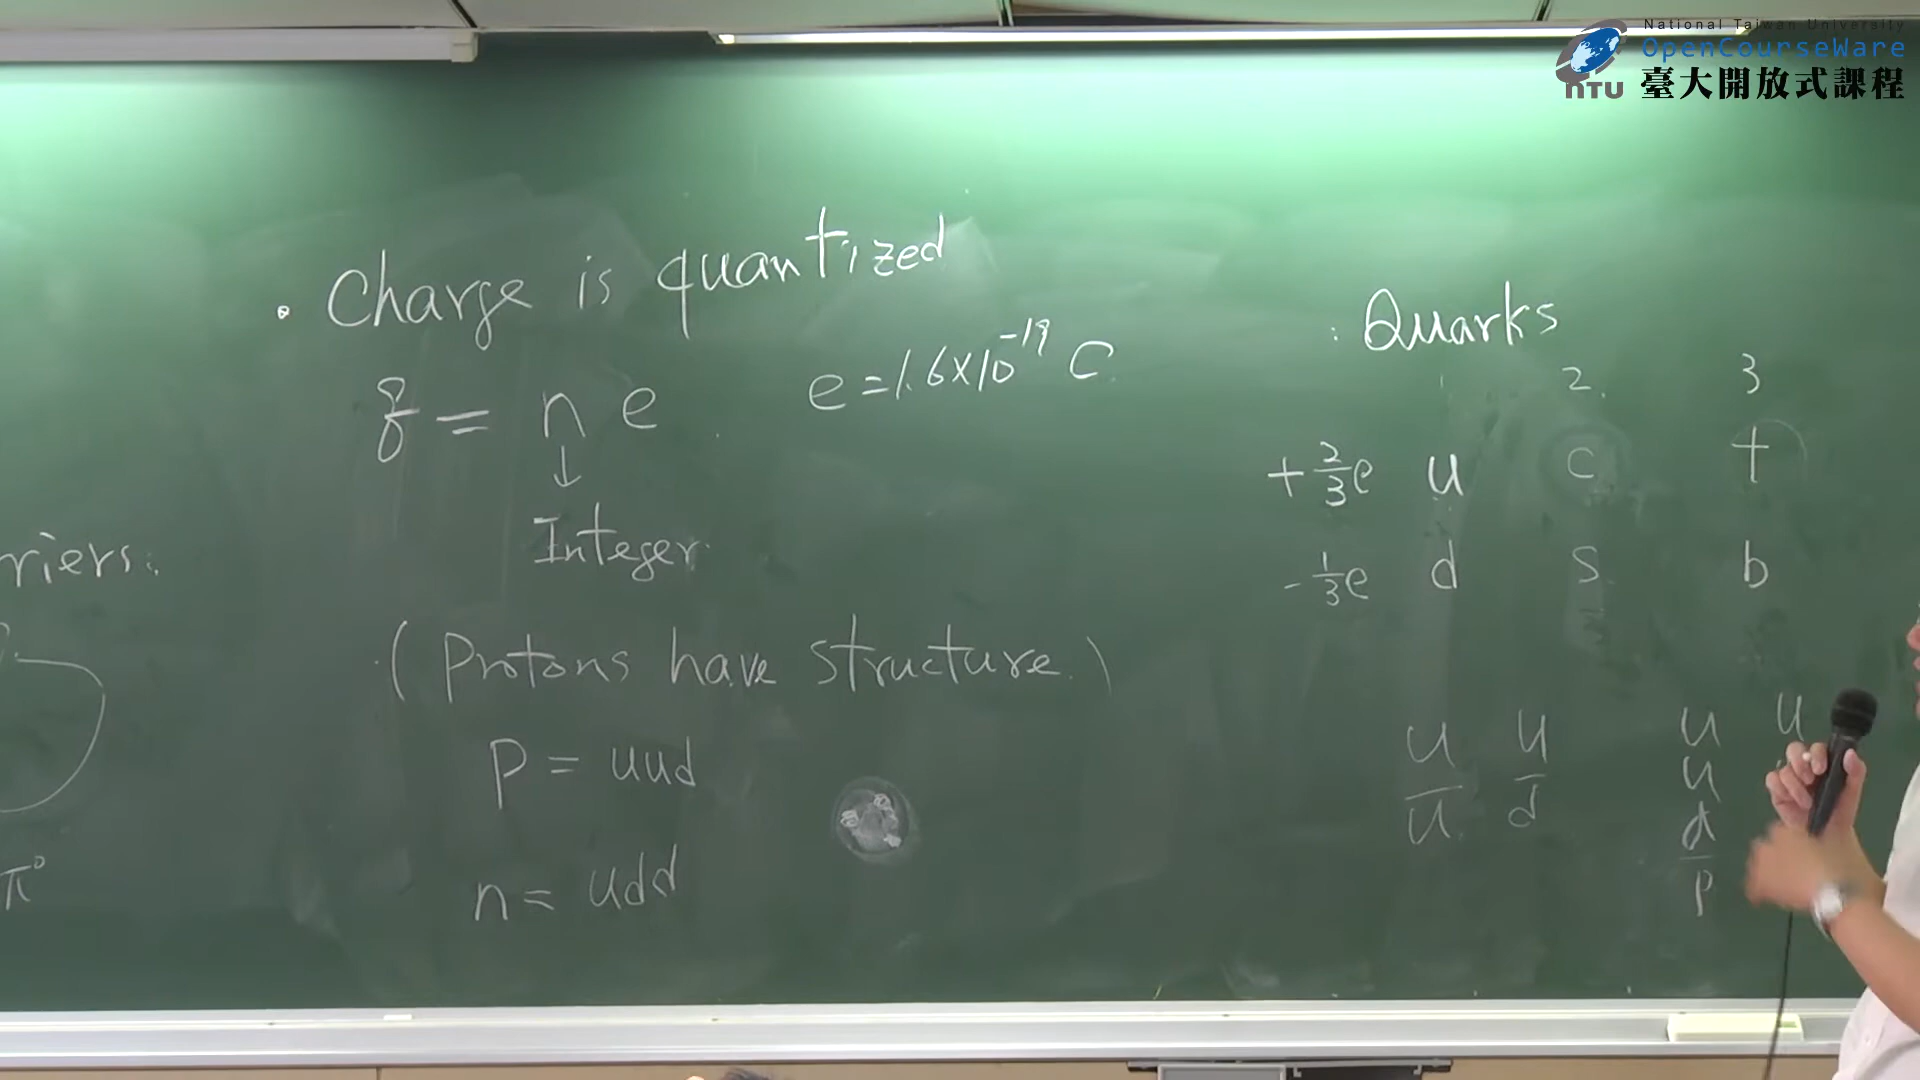 National Taiwan University
OpenCourseWare
臺大開放式課程
NTU
• Charge is quantized
q = n e
↓
Integer
e = 1.6×10⁻¹⁹ C
(Protons have structure.)
p = uud
n = udd
riers:
π⁰
: Quarks
1 2. 3
+2/3e u c t
-1/3e d s b
u u
u̅ d̅
u u
u
d
p